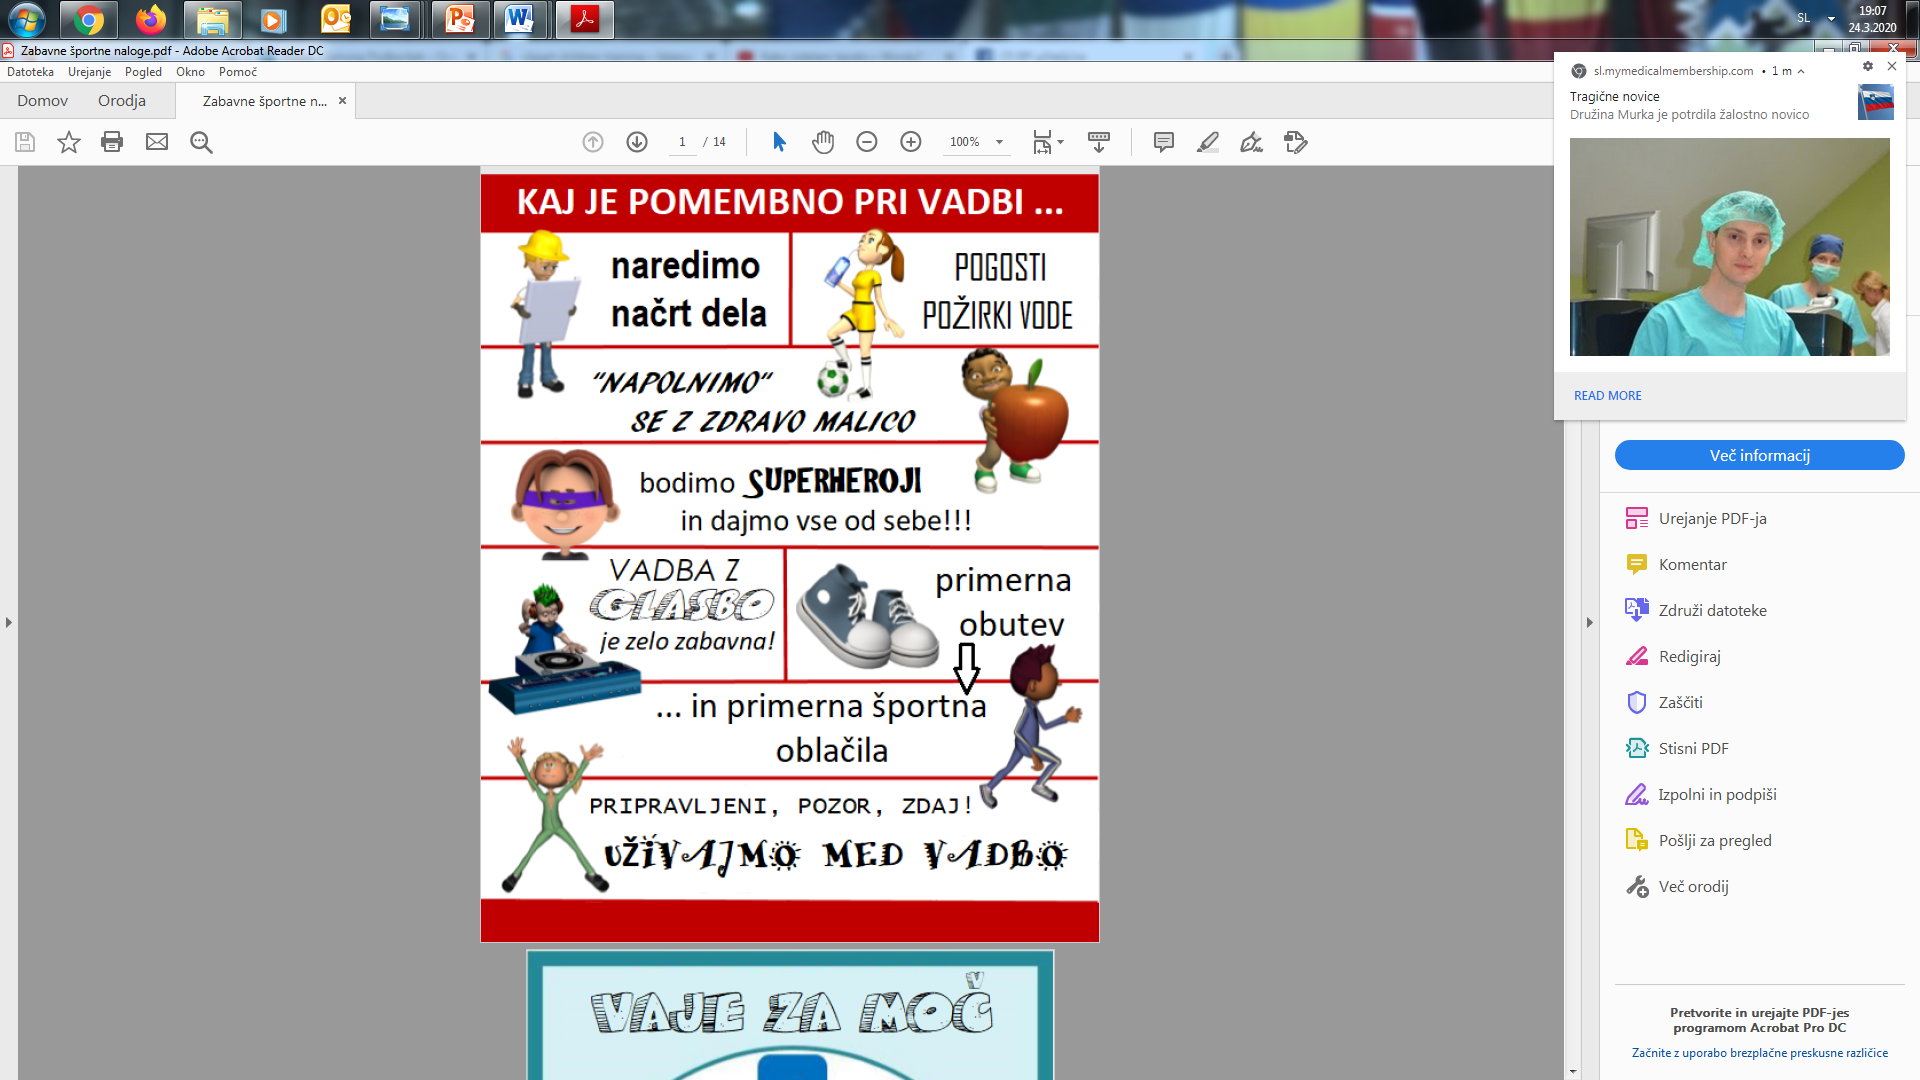 SL
19:07
24.3.2020
Zabavne športne naloge.pdf - Adobe Acrobat Reader DC
Datoteka Urejanje Pogled Okno Pomoč
Domov Orodja Zabavne športne n... ×
1 / 14 100%
KAJ JE POMEMBNO PRI VADBI ...
naredimo
načrt dela
POGOSTI
POŽIRKI VODE
"NAPOLNIMO"
SE Z ZDRAVO MALICO
bodimo SUPERHEROJI
in dajmo vse od sebe!!!
VADBA Z
GLASBO
je zelo zabavna!
primerna
obutev
... in primerna športna
oblačila
PRIPRAVLJENI, POZOR, ZDAJ!
UŽIVAJMO MED VADBO
VAJE ZA MOČ
sl.mymedicalmembership.com • 1 m
Tragične novice
Družina Murka je potrdila žalostno novico
READ MORE
Več informacij
Urejanje PDF-ja
Komentar
Združi datoteke
Redigiraj
Zaščiti
Stisni PDF
Izpolni in podpiši
Pošlji za pregled
Več orodij
Pretvorite in urejajte PDF-jes
programom Acrobat Pro DC
Začnite z uporabo brezplačne preskusne različice